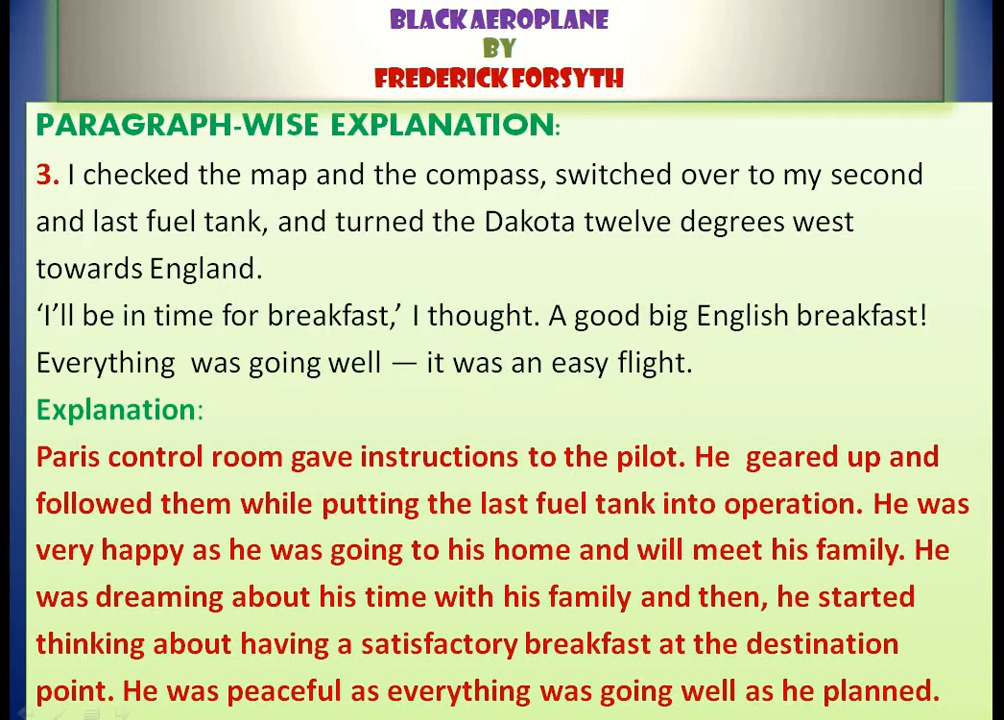 BLACK AEROPLANE
BY
FREDERICK FORSYTH
PARAGRAPH-WISE EXPLANATION:
3. I checked the map and the compass, switched over to my second
and last fuel tank, and turned the Dakota twelve degrees west
towards England.
‘I’ll be in time for breakfast,’ I thought. A good big English breakfast!
Everything was going well — it was an easy flight.
Explanation:
Paris control room gave instructions to the pilot. He geared up and
followed them while putting the last fuel tank into operation. He was
very happy as he was going to his home and will meet his family. He
was dreaming about his time with his family and then, he started
thinking about having a satisfactory breakfast at the destination
point. He was peaceful as everything was going well as he planned.